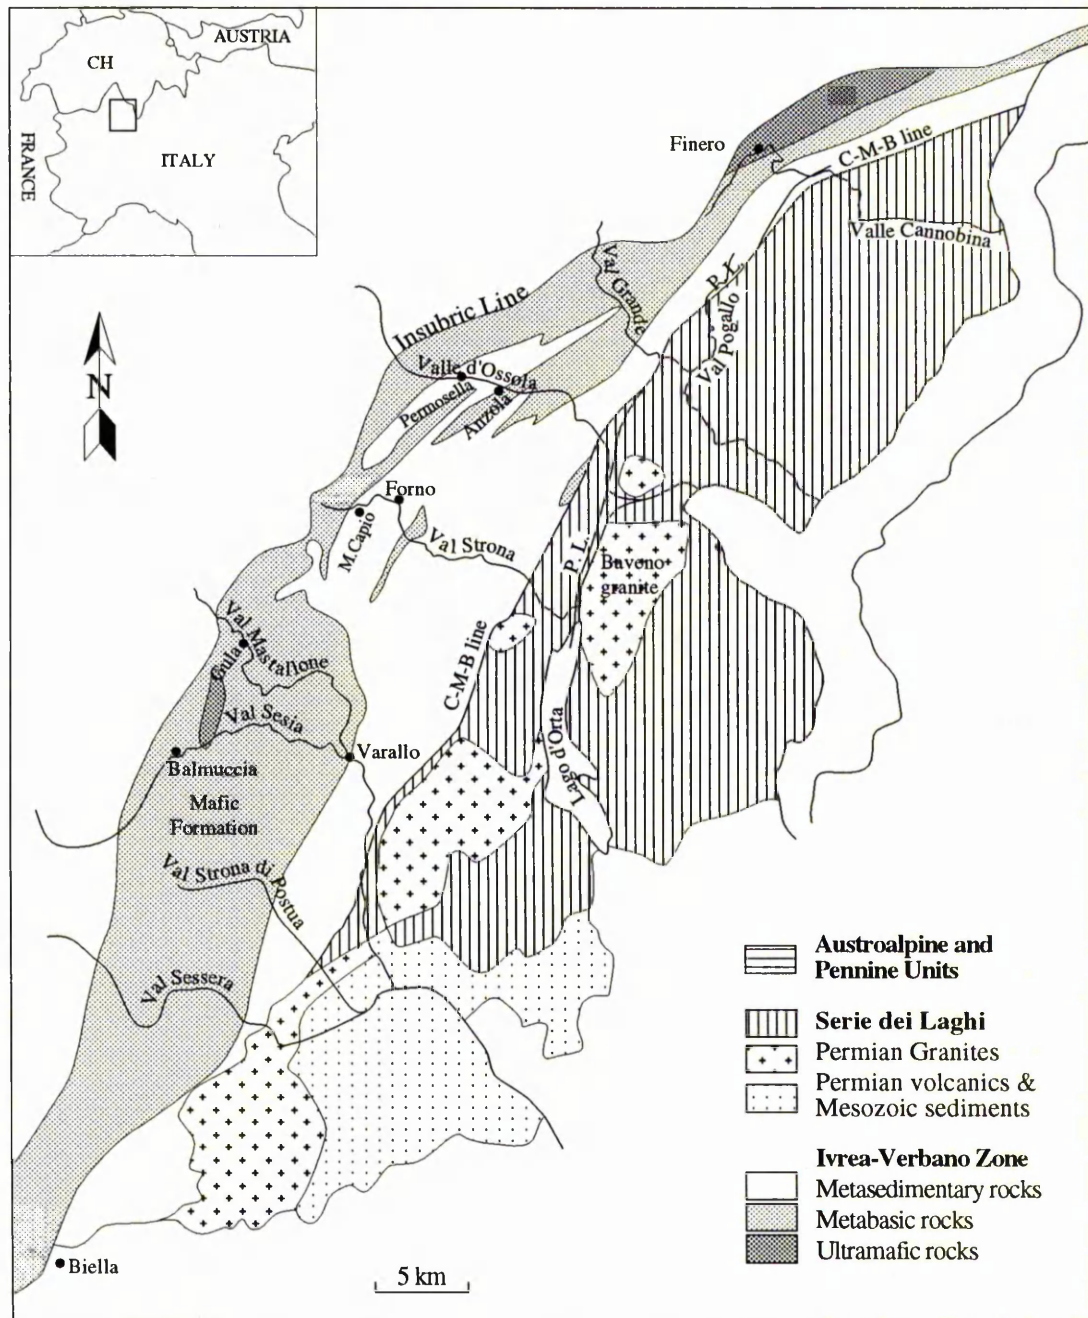 AUSTRIA
CH
FRANCE
ITALY
N
Finero
C-M-B line
Valle Cannobina
Val Grande
P. L.
Val Pogallo
Insubric Line
Valle d'Ossola
Permosella
Anzola
Forno
M. Capio
Val Strona
P. L.
Baveno
granite
Val Mastallone
Gula
C-M-B line
Val Sesia
Varallo
Balmuccia
Lago d'Orta
Mafic
Formation
Val Strona di Postua
Val Sessera
Biella
5 km
Austroalpine and
Pennine Units
Serie dei Laghi
Permian Granites
Permian volcanics &
Mesozoic sediments
Ivrea-Verbano Zone
Metasedimentary rocks
Metabasic rocks
Ultramafic rocks